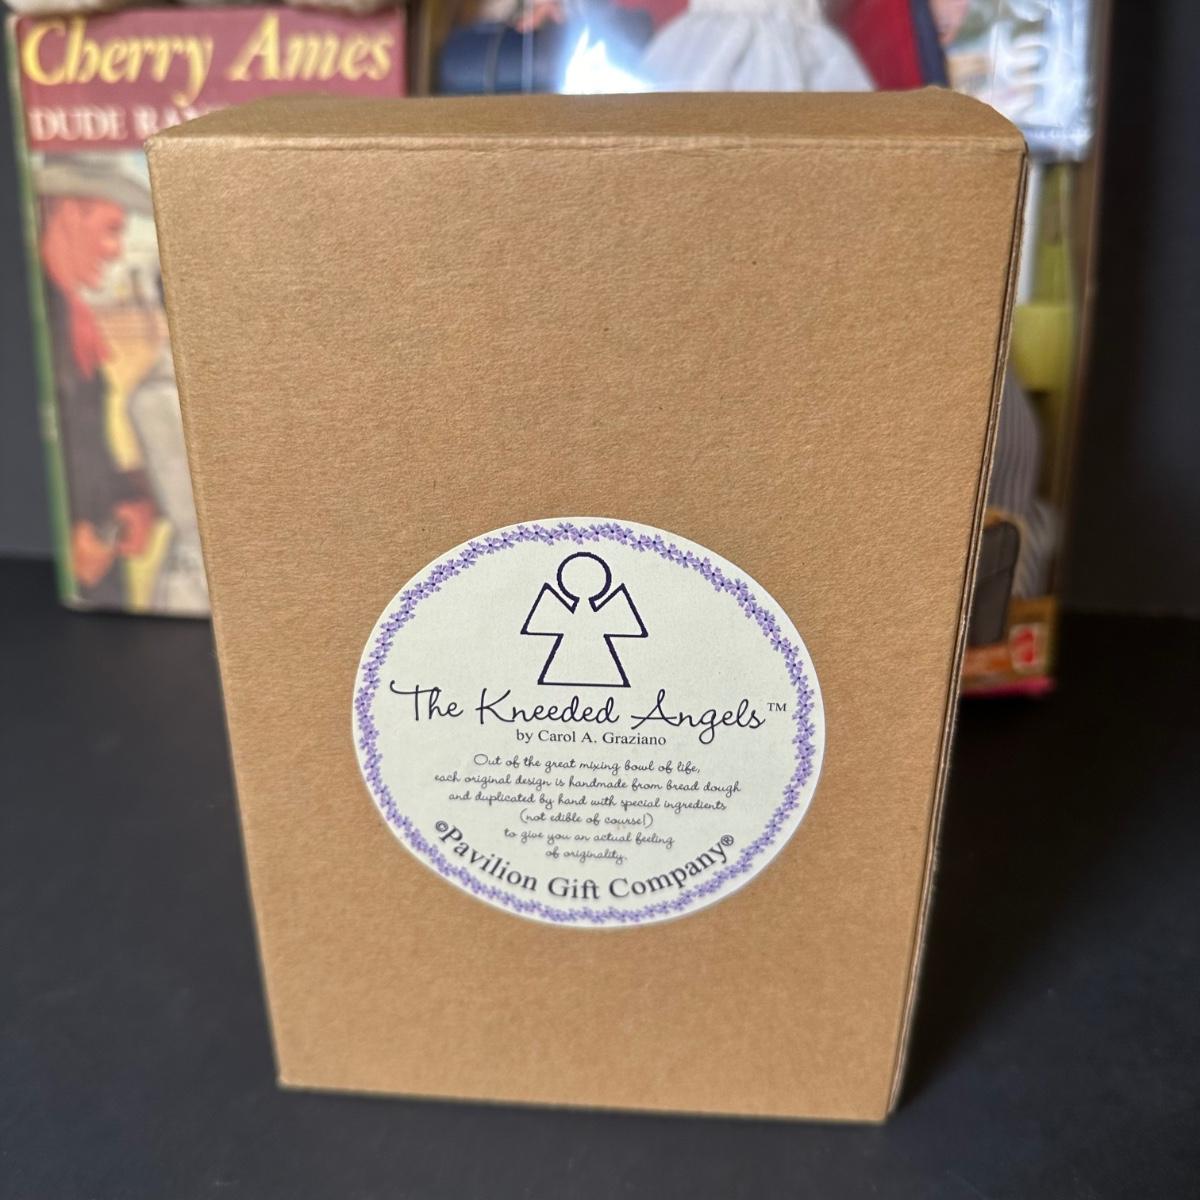 Cherry Ames
DUDE
The Kneeded Angels™
by Carol A. Graziano
Out of the great mixing bowl of life,
each original design is handmade from bread dough
and duplicated by hand with special ingredients
(not edible of course!)
to give you an actual feeling
of originality.
©Pavilion Gift Company®